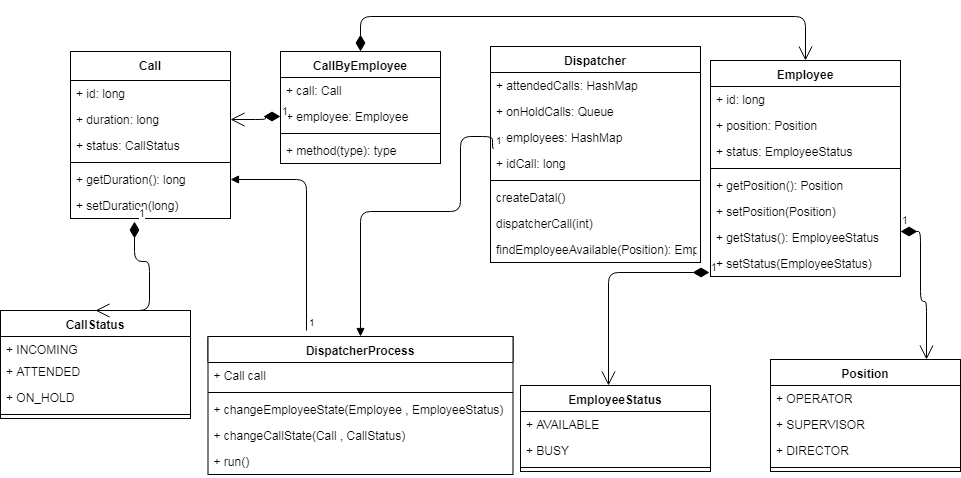 Call
+ id: long
+ duration: long
+ status: CallStatus
+ getDuration(): long
+ setDuration(long)
1
CallByEmployee
+ call: Call
+ employee: Employee
+ method(type): type
1
Dispatcher
+ attendedCalls: HashMap
+ onHoldCalls: Queue
employees: HashMap
+ idCall: long
createDatal()
dispatcherCall(int)
findEmployeeAvailable(Position): Emp
1
Employee
+ id: long
+ position: Position
+ status: EmployeeStatus
+ getPosition(): Position
+ setPosition(Position)
+ getStatus(): EmployeeStatus
+ setStatus(EmployeeStatus)
1
1
CallStatus
+ INCOMING
+ ATTENDED
+ ON_HOLD
1
DispatcherProcess
+ Call call
+ changeEmployeeState(Employee , EmployeeStatus)
+ changeCallState(Call , CallStatus)
+ run()
EmployeeStatus
+ AVAILABLE
+ BUSY
Position
+ OPERATOR
+ SUPERVISOR
+ DIRECTOR